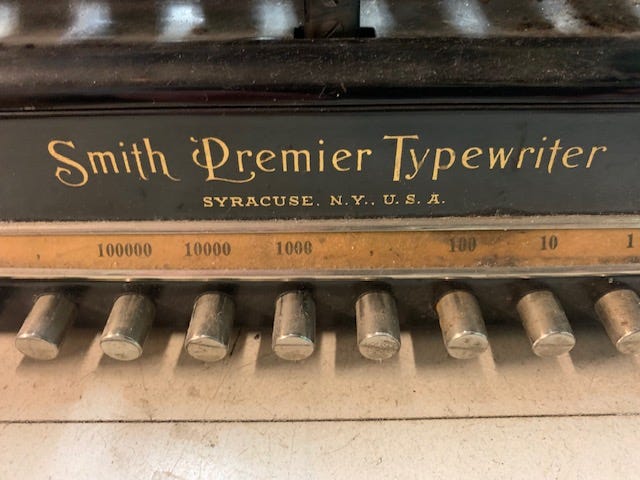 Smith Premier Typewriter
SYRACUSE, N.Y., U.S.A.
100000 10000 1000 , 100 10 1